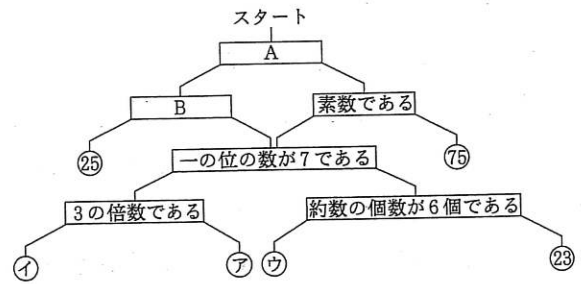 スタート
A
B
素数である
25
一の位の数が7である
75
3の倍数である
約数の個数が6個である
イ
ア
ウ
23